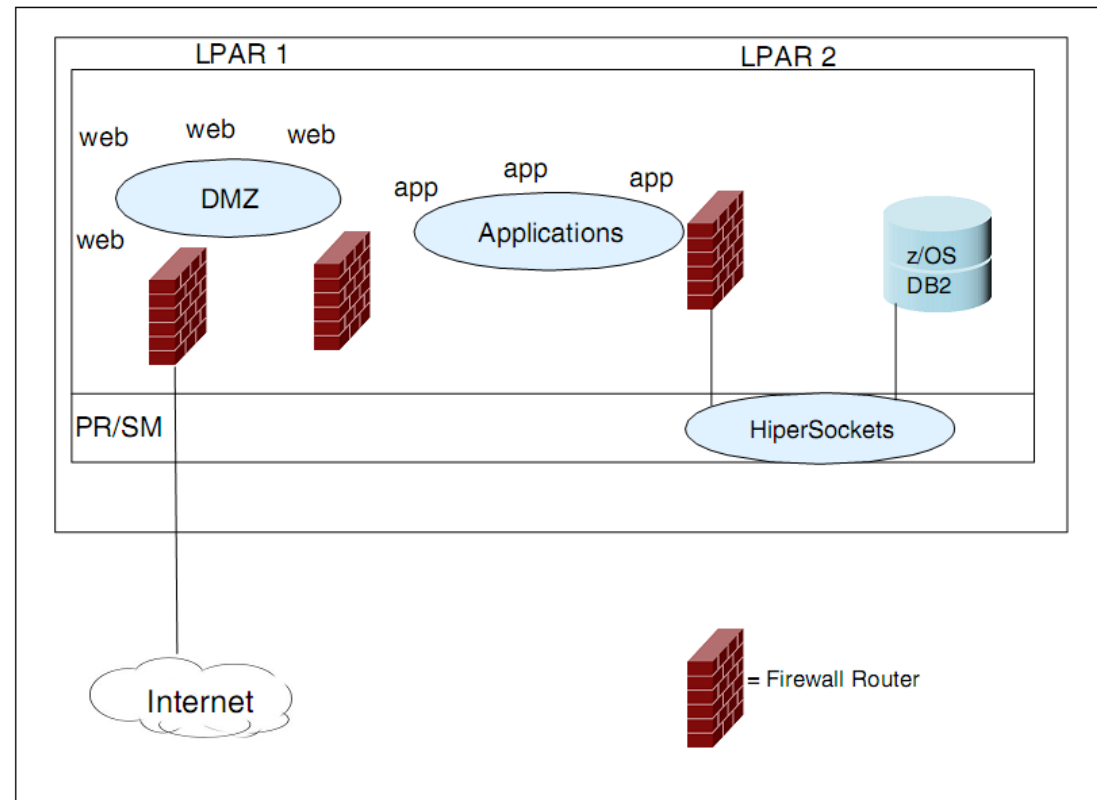 LPAR 1
LPAR 2
web
web
web
DMZ
app
app
app
Applications
web
z/OS
DB2
PR/SM
HiperSockets
Internet
= Firewall Router